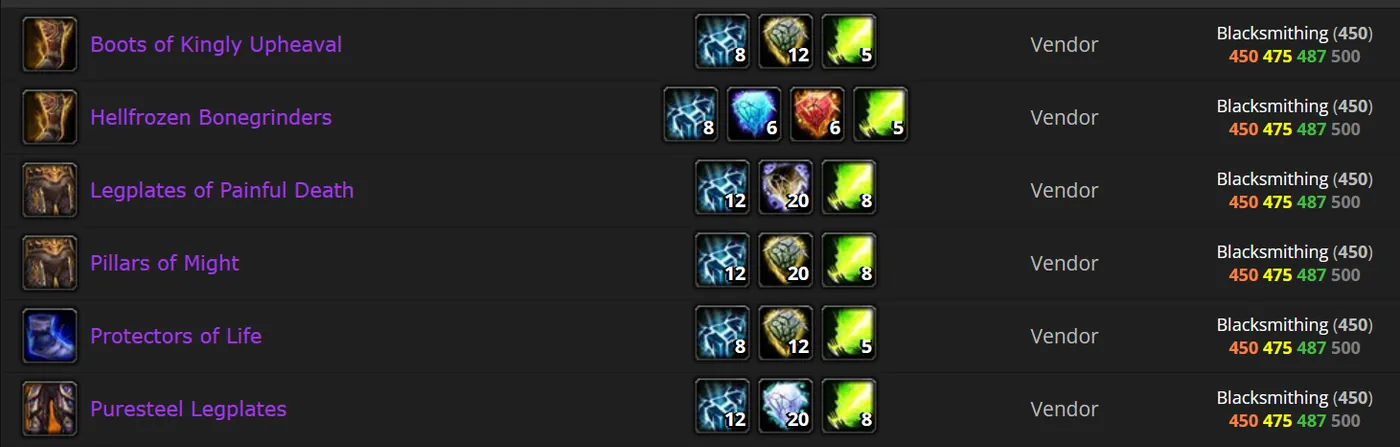 Boots of Kingly Upheaval 8 12 5 Vendor Blacksmithing (450)
450 475 487 500
Hellfrozen Bonegrinders 8 6 6 5 Vendor Blacksmithing (450)
450 475 487 500
Legplates of Painful Death 12 20 8 Vendor Blacksmithing (450)
450 475 487 500
Pillars of Might 12 20 8 Vendor Blacksmithing (450)
450 475 487 500
Protectors of Life 8 12 5 Vendor Blacksmithing (450)
450 475 487 500
Puresteel Legplates 12 20 8 Vendor Blacksmithing (450)
450 475 487 500